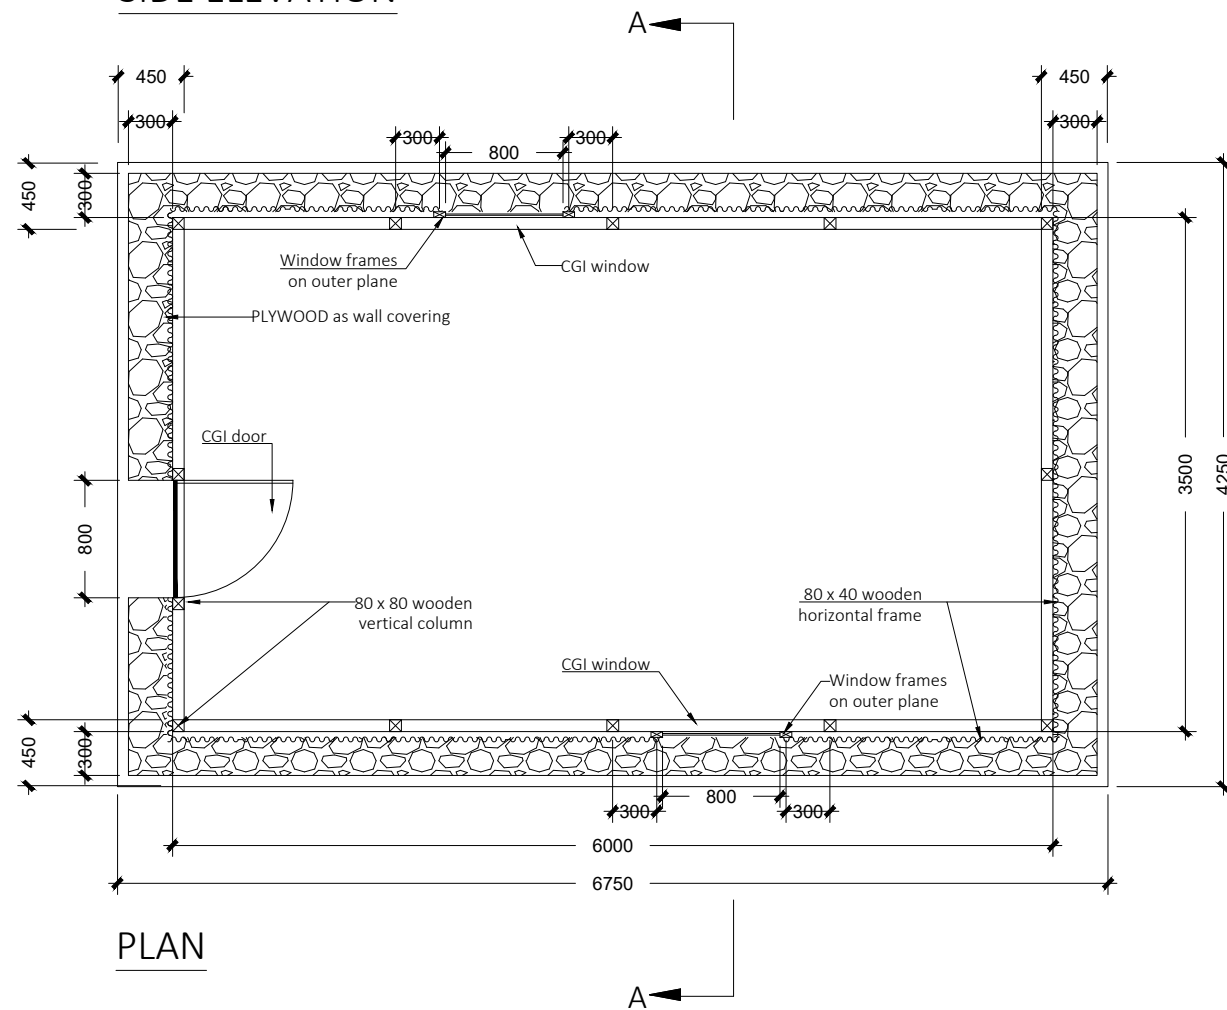 SIDE ELEVATION
A
450
450
300
300
300
800
300
450
300
Window frames
on outer plane
CGI window
PLYWOOD as wall covering
CGI door
3500
4250
800
80 x 80 wooden
vertical column
80 x 40 wooden
horizontal frame
CGI window
Window frames
on outer plane
450
300
300
800
300
6000
6750
PLAN
A